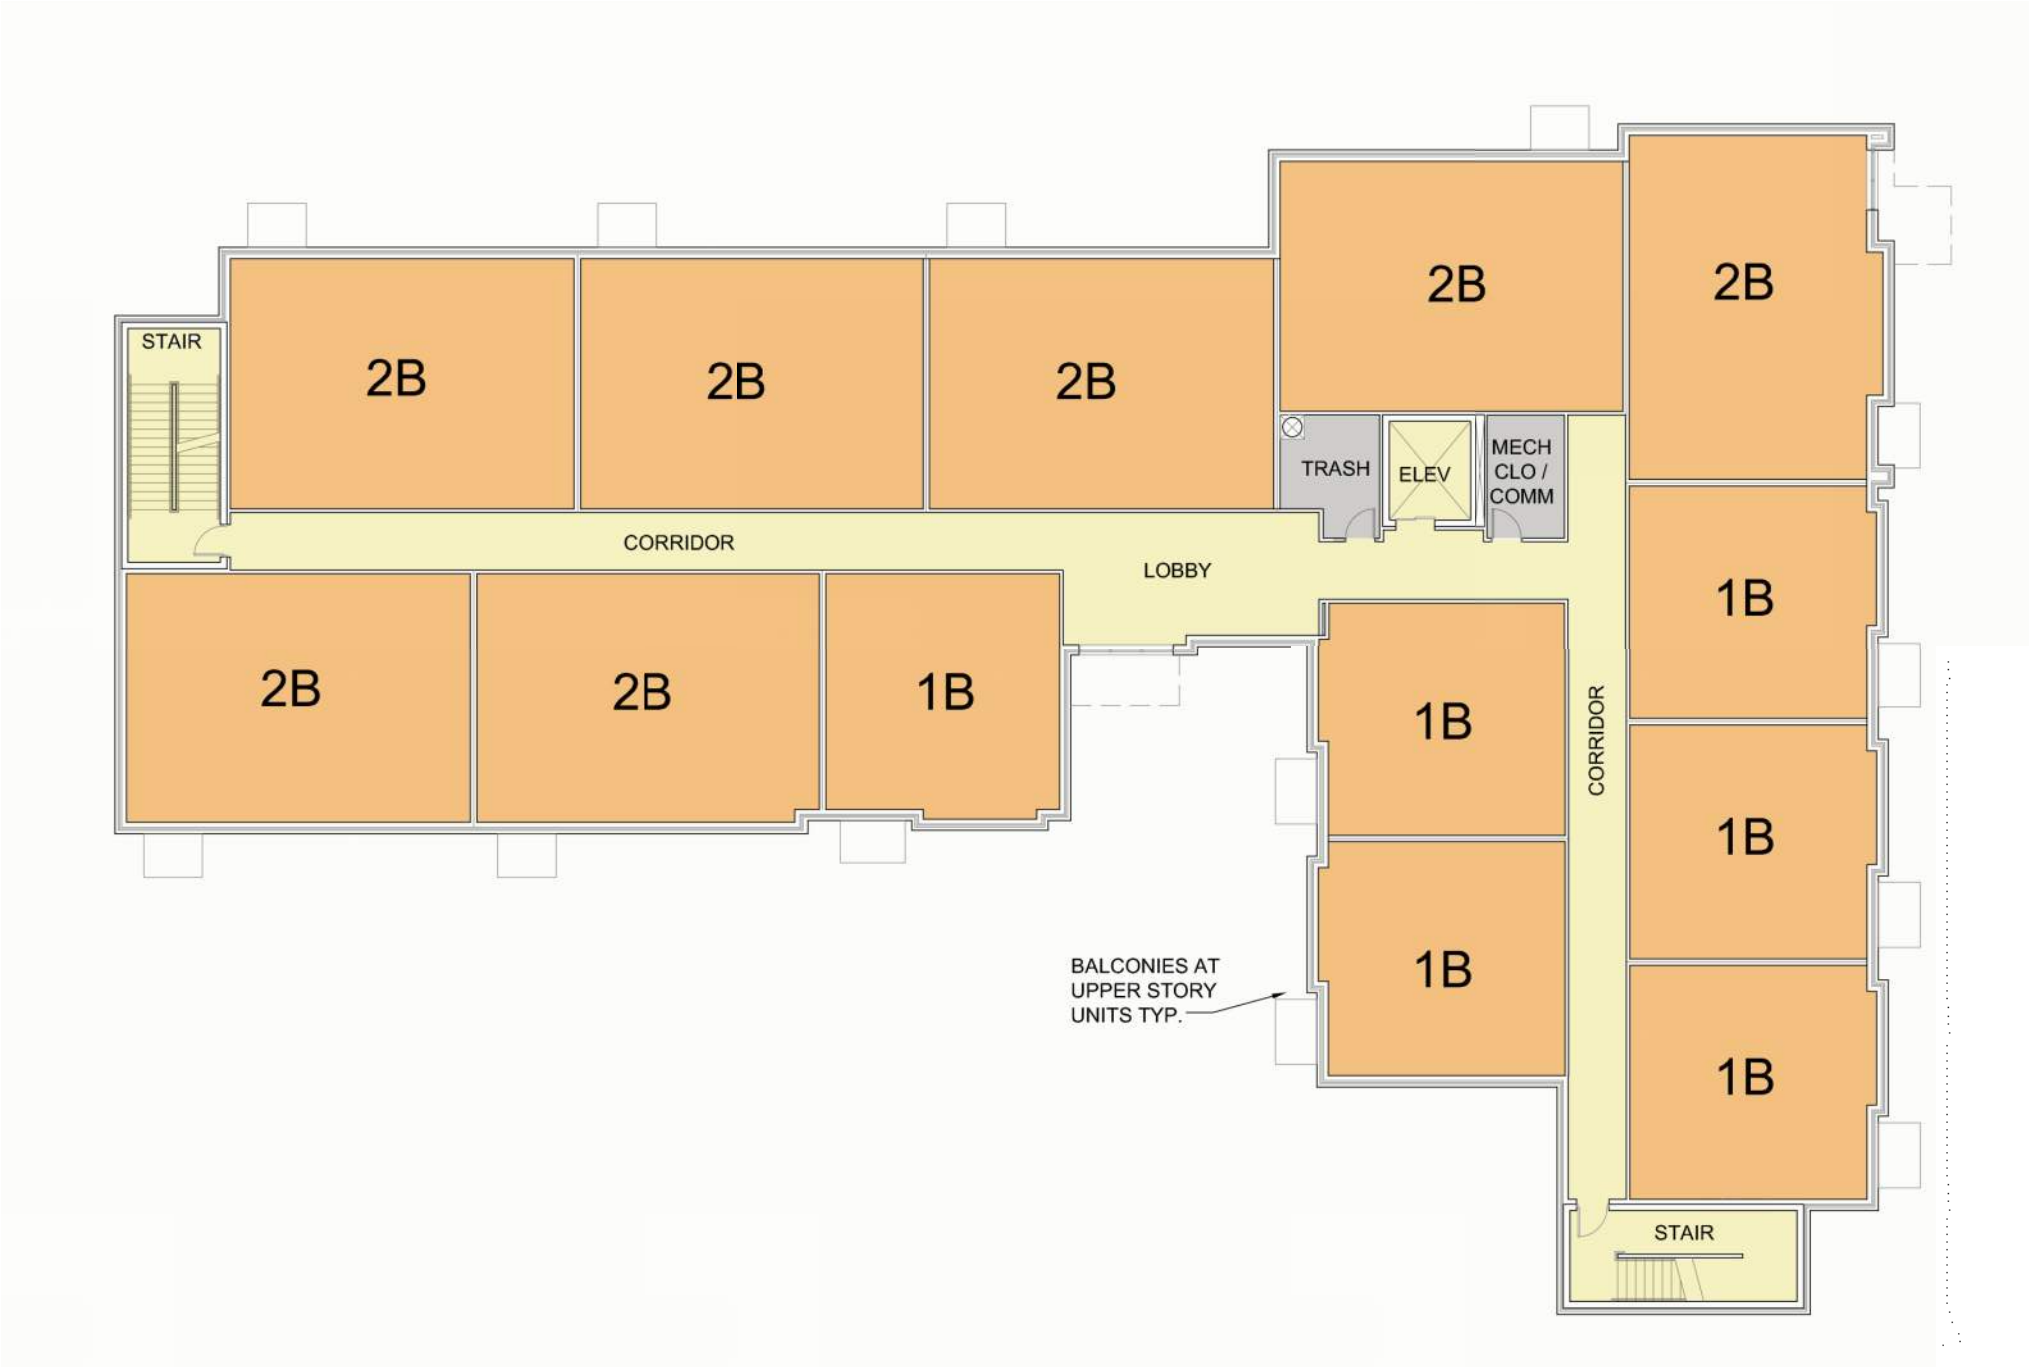 2B
2B
STAIR
2B
2B
2B
TRASH
ELEV
MECH
CLO /
COMM
CORRIDOR
LOBBY
1B
2B
2B
1B
1B
CORRIDOR
1B
1B
BALCONIES AT
UPPER STORY
UNITS TYP.
1B
STAIR